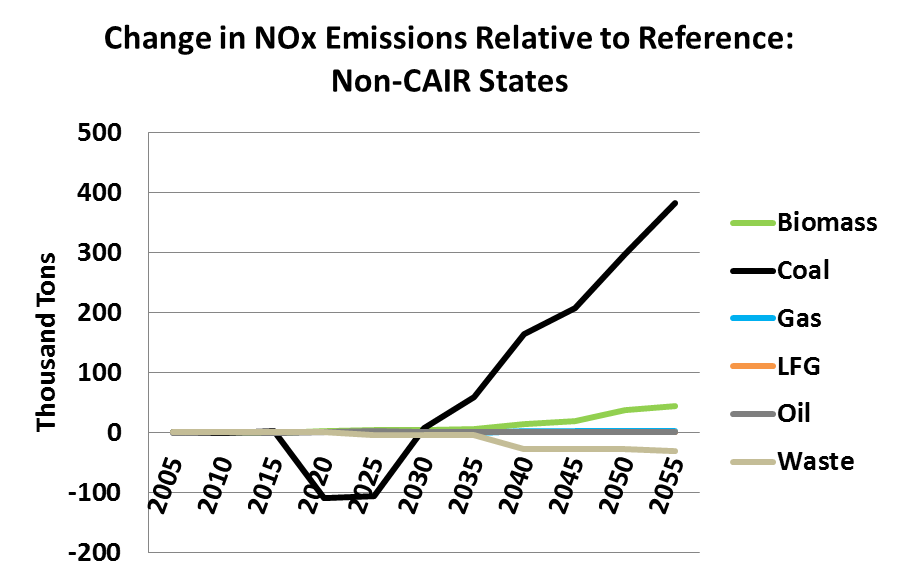 Change in NOx Emissions Relative to Reference:
Non-CAIR States
Thousand Tons
500
400
300
200
100
0
-100
-200
2005
2010
2015
2020
2025
2030
2035
2040
2045
2050
2055
Biomass
Coal
Gas
LFG
Oil
Waste